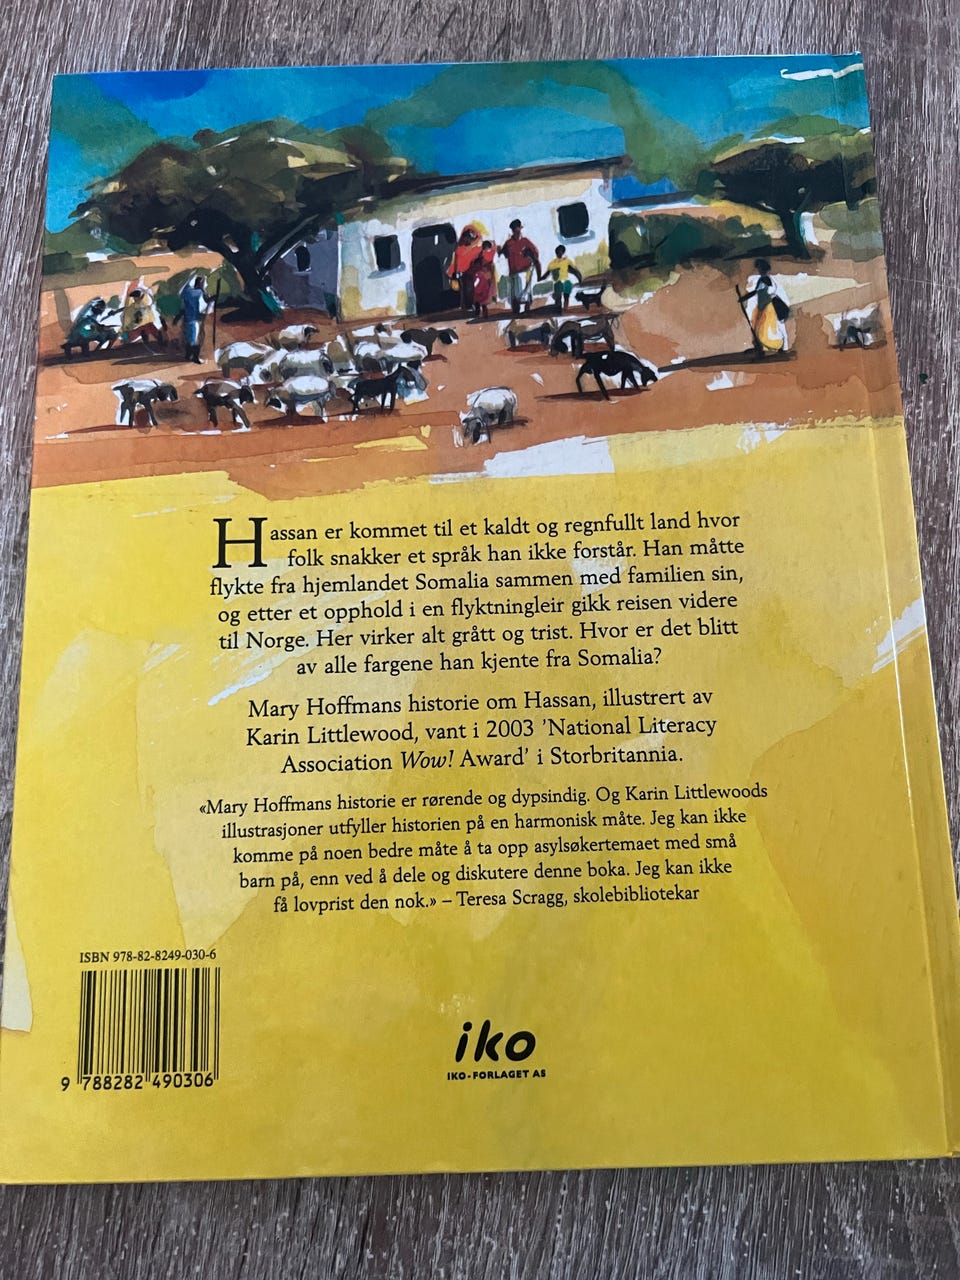 Hassan er kommet til et kaldt og regnfullt land hvor
folk snakker et språk han ikke forstår. Han måtte
flykte fra hjemlandet Somalia sammen med familien sin,
og etter et opphold i en flyktningleir gikk reisen videre
til Norge. Her virker alt grått og trist. Hvor er det blitt
av alle fargene han kjente fra Somalia?
Mary Hoffmans historie om Hassan, illustrert av
Karin Littlewood, vant i 2003 ’National Literacy
Association Wow! Award’ i Storbritannia.
«Mary Hoffmans historie er rørende og dypsindig. Og Karin Littlewoods
illustrasjoner utfyller historien på en harmonisk måte. Jeg kan ikke
komme på noen bedre måte å ta opp asylsøkertemaet med små
barn på, enn ved å dele og diskutere denne boka. Jeg kan ikke
få lovprist den nok.» – Teresa Scragg, skolebibliotekar
ISBN 978-82-8249-030-6
9 788282 490306
iko
IKO-FORLAGET AS